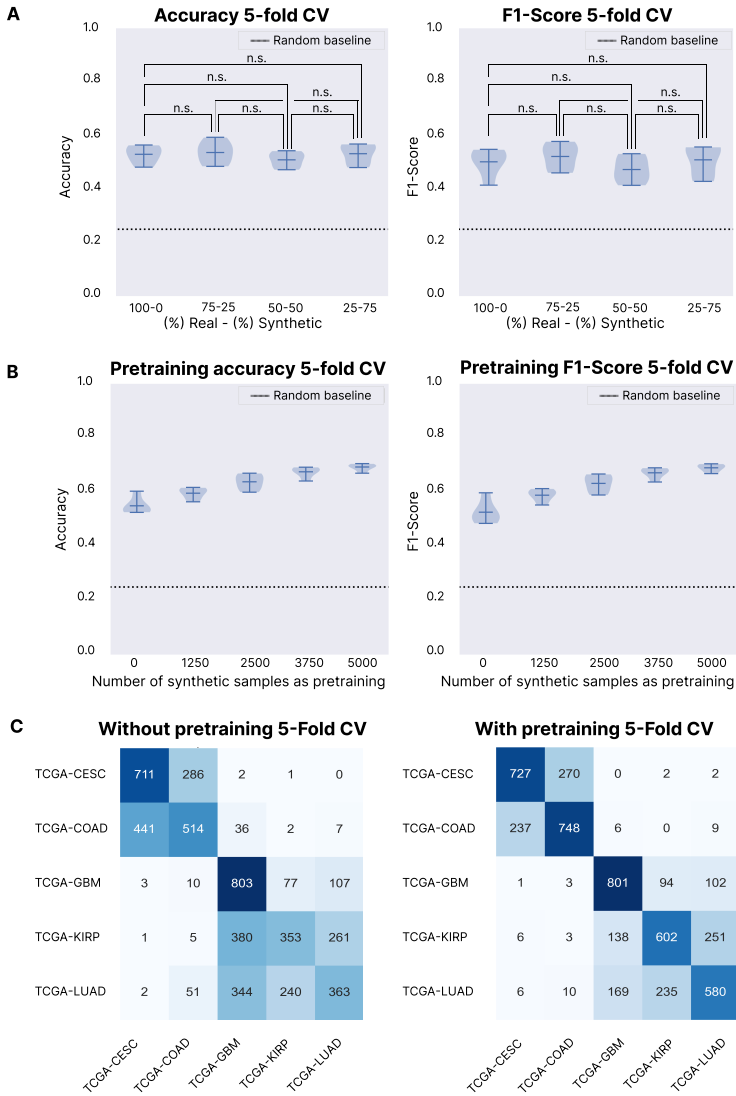 A
Accuracy 5-fold CV
F1-Score 5-fold CV
1.0
Random baseline
n.s.
n.s.
n.s.
n.s.
n.s.
n.s.
0.8
0.6
0.4
0.2
0.0
Accuracy
100-0
75-25
50-50
25-75
(%) Real - (%) Synthetic
1.0
Random baseline
n.s.
n.s.
n.s.
n.s.
n.s.
n.s.
0.8
0.6
0.4
0.2
0.0
F1-Score
100-0
75-25
50-50
25-75
(%) Real - (%) Synthetic
B
Pretraining accuracy 5-fold CV
Pretraining F1-Score 5-fold CV
1.0
Random baseline
0.8
0.6
0.4
0.2
0.0
Accuracy
0
1250
2500
3750
5000
Number of synthetic samples as pretraining
1.0
Random baseline
0.8
0.6
0.4
0.2
0.0
F1-Score
0
1250
2500
3750
5000
Number of synthetic samples as pretraining
C
Without pretraining 5-Fold CV
TCGA-CESC 711 286 2 1 0
TCGA-COAD 441 514 36 2 7
TCGA-GBM 3 10 803 77 107
TCGA-KIRP 1 5 380 353 261
TCGA-LUAD 2 51 344 240 363
TCGA-CESC
TCGA-COAD
TCGA-GBM
TCGA-KIRP
TCGA-LUAD
With pretraining 5-Fold CV
TCGA-CESC 727 270 0 2 2
TCGA-COAD 237 748 6 0 9
TCGA-GBM 1 3 801 94 102
TCGA-KIRP 6 3 138 602 251
TCGA-LUAD 6 10 169 235 580
TCGA-CESC
TCGA-COAD
TCGA-GBM
TCGA-KIRP
TCGA-LUAD